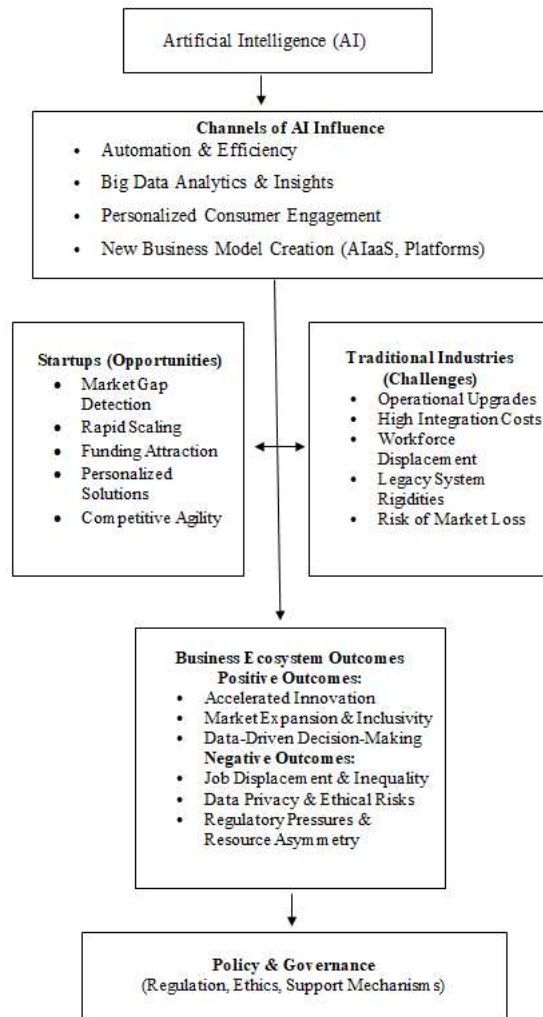 Artificial Intelligence (AI)
Channels of AI Influence
• Automation & Efficiency
• Big Data Analytics & Insights
• Personalized Consumer Engagement
• New Business Model Creation (AIaaS, Platforms)
Startups (Opportunities)
• Market Gap
Detection
• Rapid Scaling
• Funding Attraction
• Personalized
Solutions
• Competitive Agility
Traditional Industries
(Challenges)
• Operational Upgrades
• High Integration Costs
• Workforce
Displacement
• Legacy System
Rigidities
• Risk of Market Loss
Business Ecosystem Outcomes
Positive Outcomes:
• Accelerated Innovation
• Market Expansion & Inclusivity
• Data-Driven Decision-Making
Negative Outcomes:
• Job Displacement & Inequality
• Data Privacy & Ethical Risks
• Regulatory Pressures &
Resource Asymmetry
Policy & Governance
(Regulation, Ethics, Support Mechanisms)